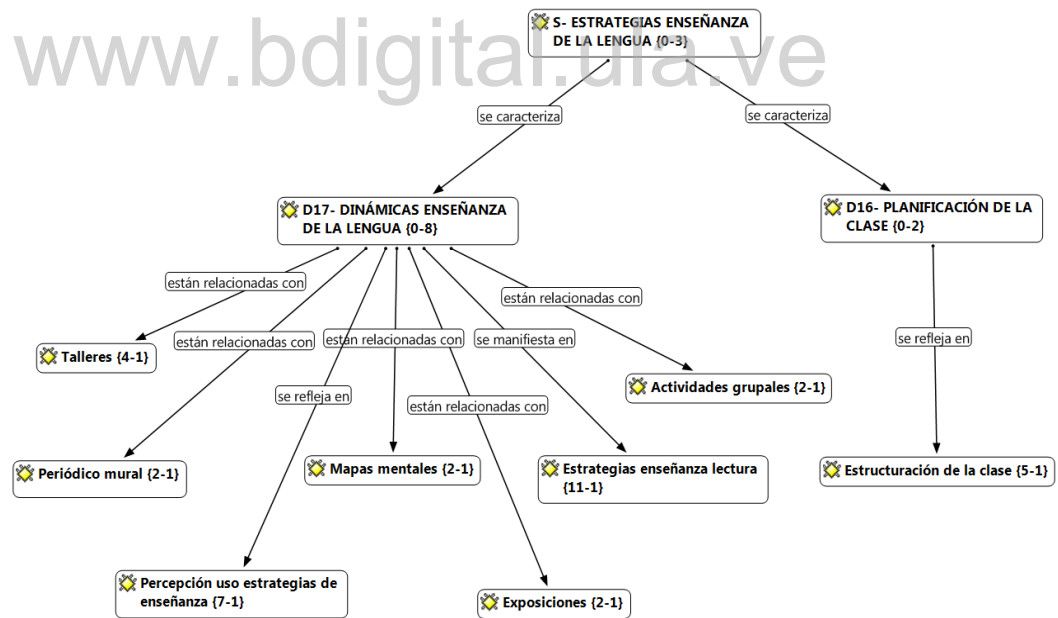 www.bdigital.ula.ve
S- ESTRATEGIAS ENSEÑANZA
DE LA LENGUA {0-3}
se caracteriza
se caracteriza
D17- DINÁMICAS ENSEÑANZA
DE LA LENGUA {0-8}
D16- PLANIFICACIÓN DE LA
CLASE {0-2}
están relacionadas con
están relacionadas con
están relacionadas con
están relacionadas con
se manifiesta en
se refleja en
Talleres {4-1}
Actividades grupales {2-1}
se refleja en
están relacionadas con
Periódico mural {2-1}
Mapas mentales {2-1}
Estrategias enseñanza lectura
{11-1}
Estructuración de la clase {5-1}
Percepción uso estrategias de
enseñanza {7-1}
Exposiciones {2-1}